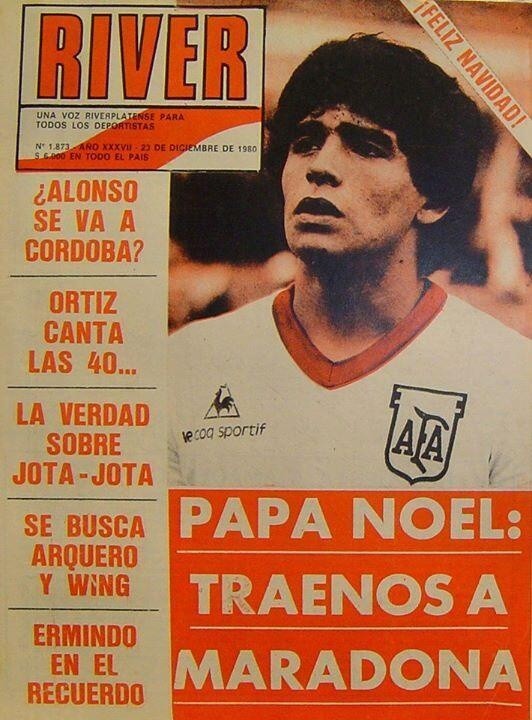 RIVER
UNA VOZ RIVERPLATENSE PARA
TODOS LOS DEPORTISTAS
Nº 1.873 - AÑO XXXVII - 23 DE DICIEMBRE DE 1980
$ 6.000 EN TODO EL PAIS
¡FELIZ NAVIDAD!
¿ALONSO
SE VA A
CORDOBA?
ORTIZ
CANTA
LAS 40...
LA VERDAD
SOBRE
JOTA-JOTA
SE BUSCA
ARQUERO
Y WING
ERMINDO
EN EL
RECUERDO
le coq sportif
AFA
PAPA NOEL:
TRAENOS A
MARADONA